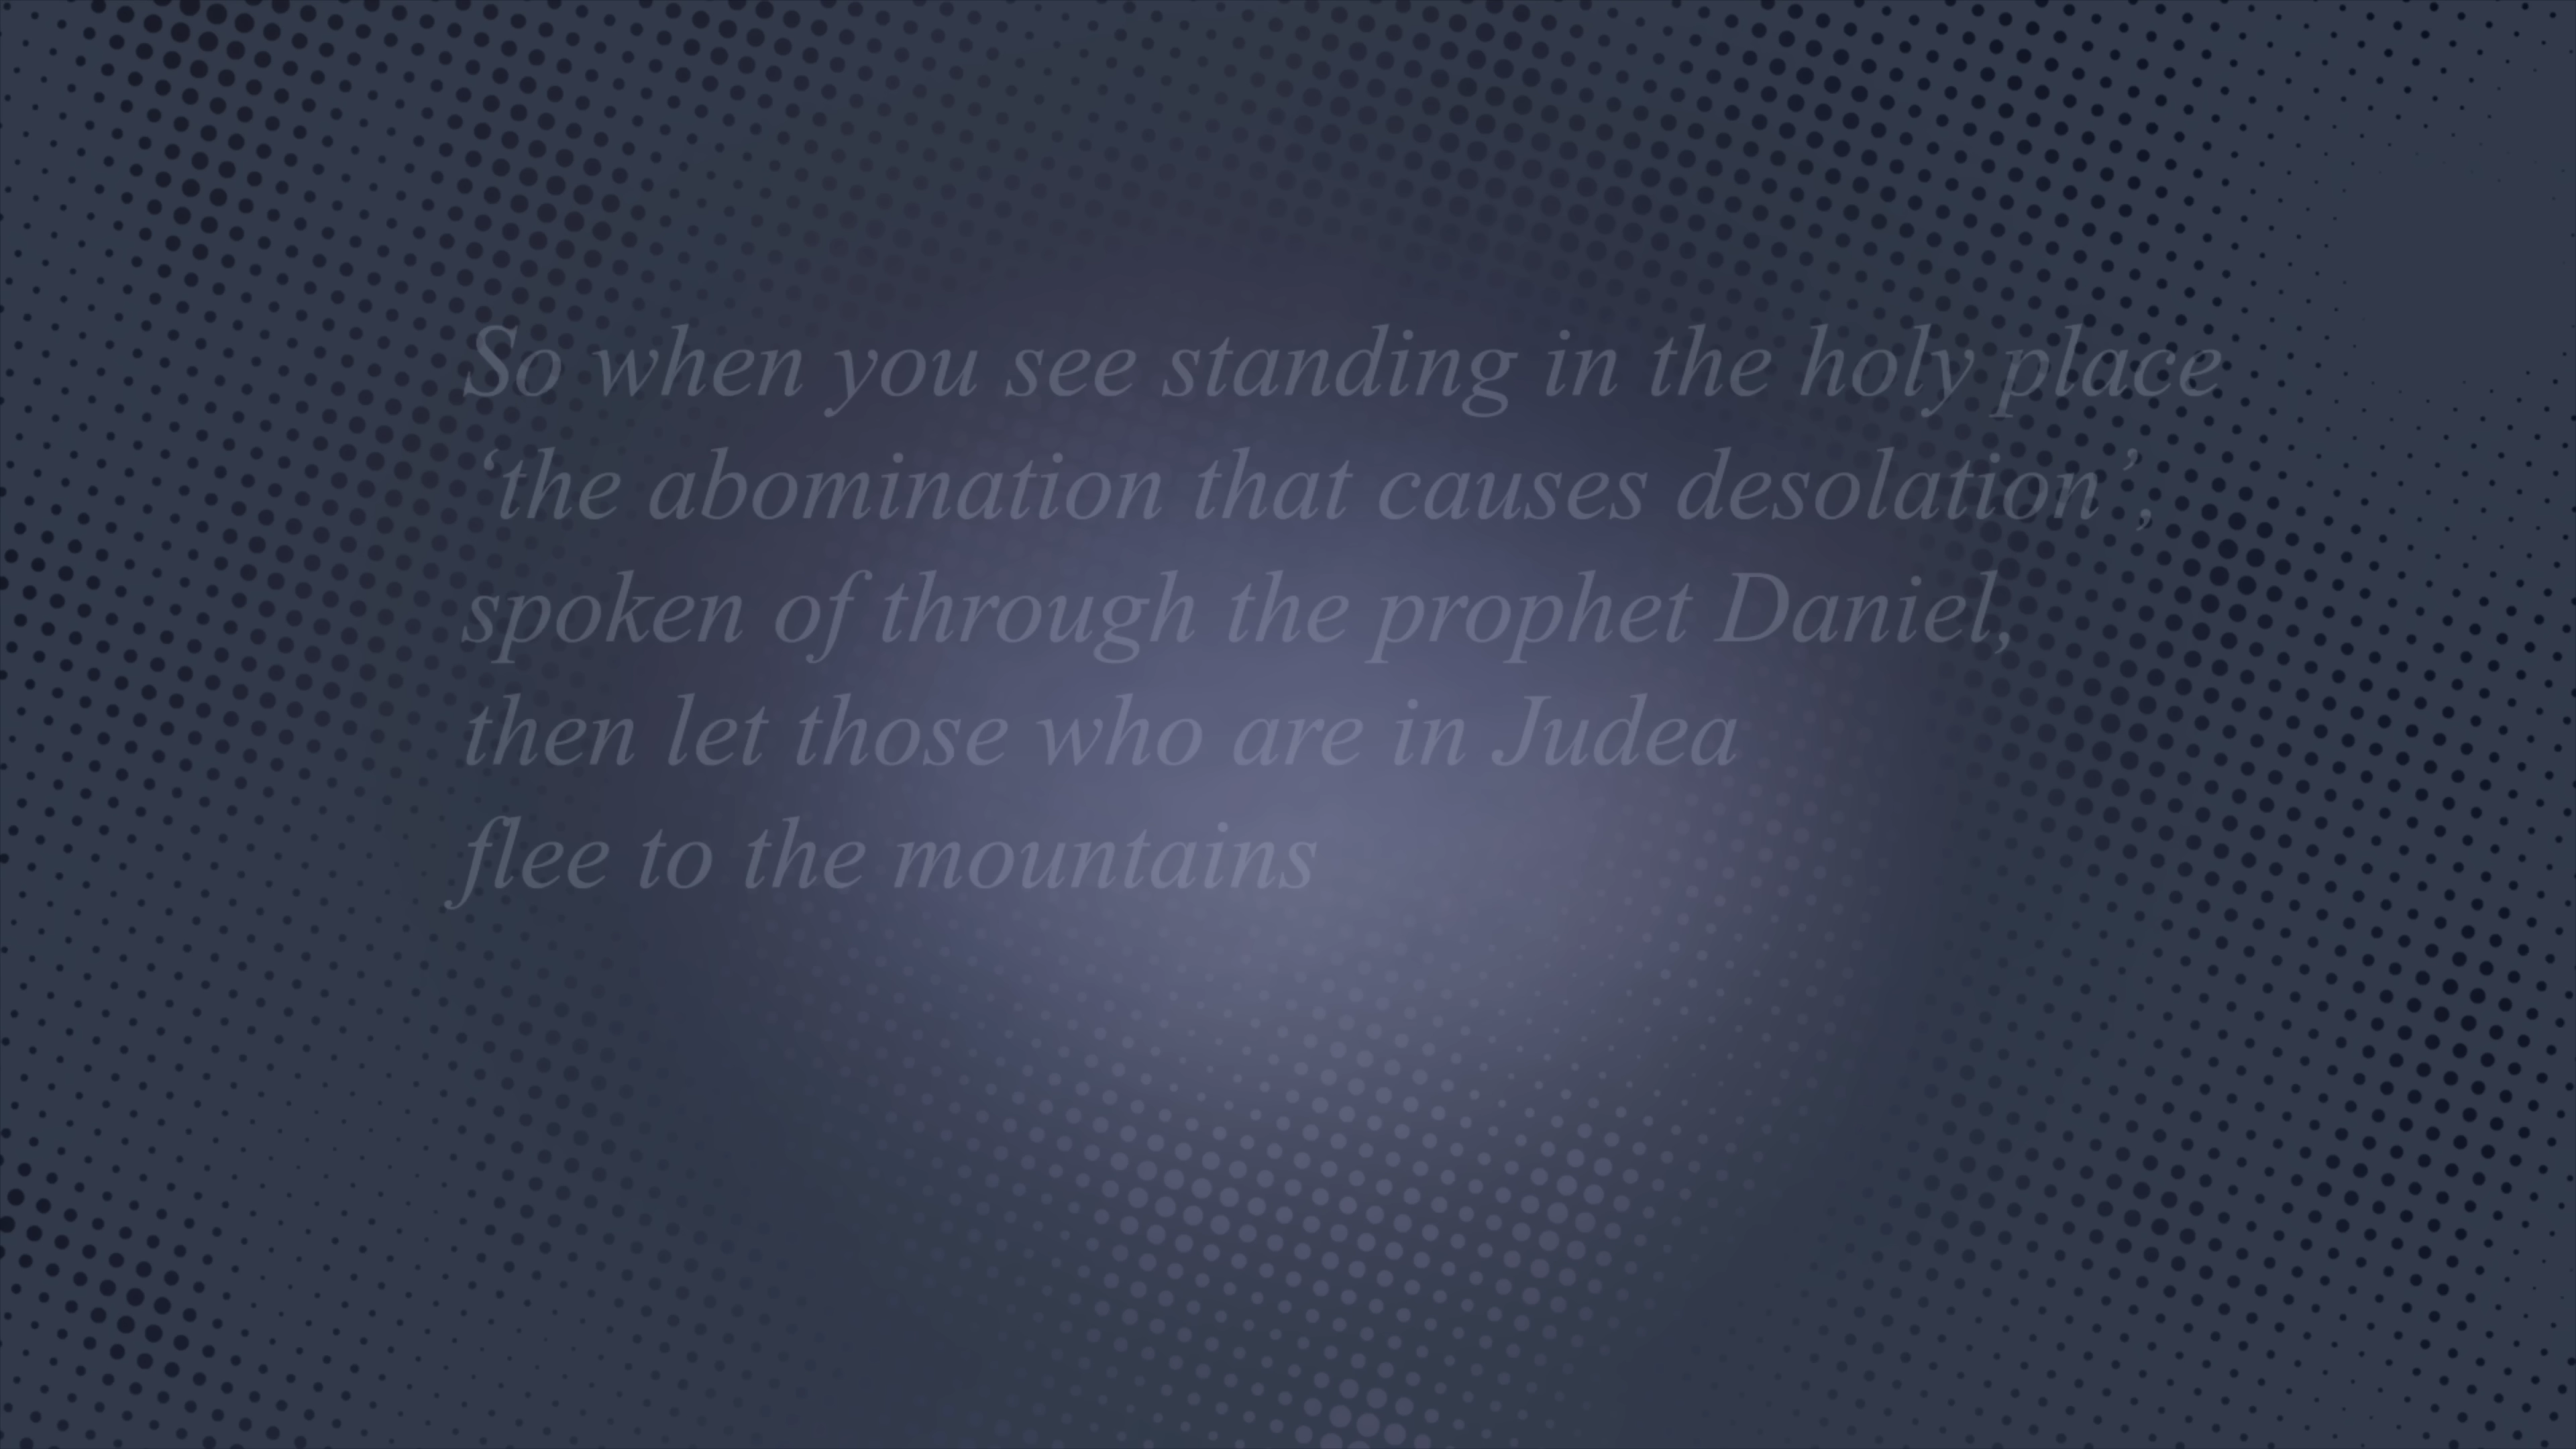 So when you see standing in the holy place
‘the abomination that causes desolation’,
spoken of through the prophet Daniel,
then let those who are in Judea
flee to the mountains